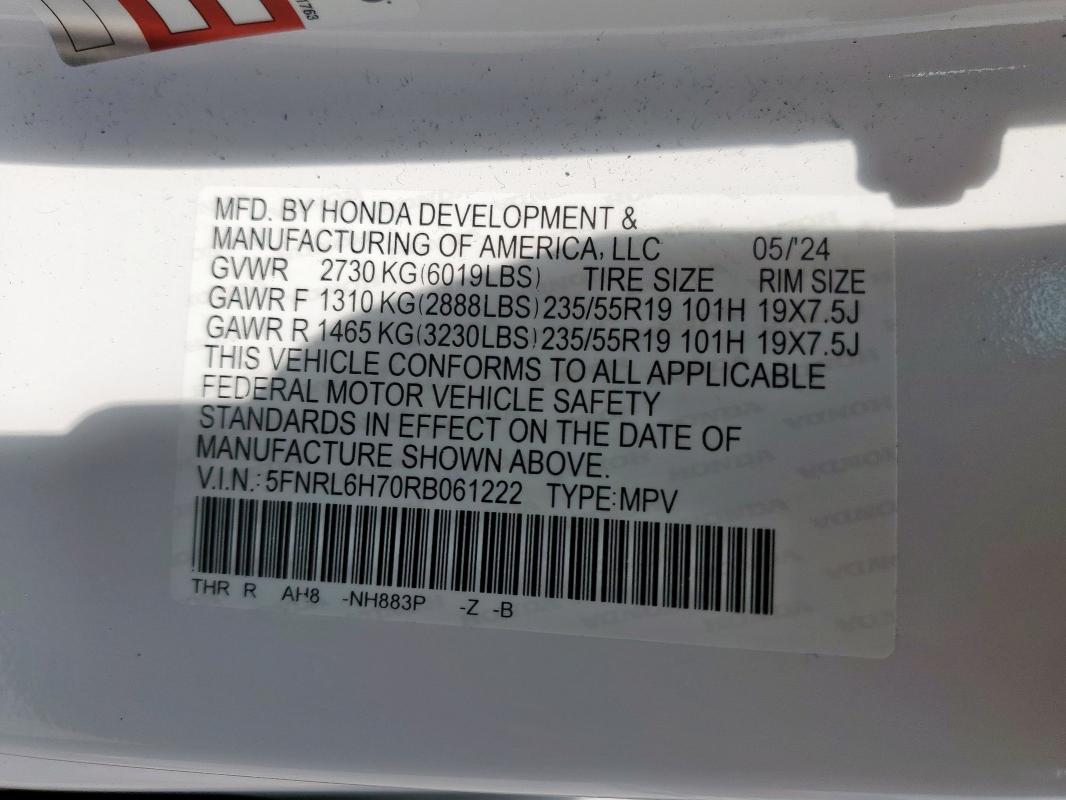 1763
MFD. BY HONDA DEVELOPMENT &
MANUFACTURING OF AMERICA, LLC 05/'24
GVWR 2730 KG(6019LBS) TIRE SIZE RIM SIZE
GAWR F 1310 KG(2888LBS) 235/55R19 101H 19X7.5J
GAWR R 1465 KG(3230LBS) 235/55R19 101H 19X7.5J
THIS VEHICLE CONFORMS TO ALL APPLICABLE
FEDERAL MOTOR VEHICLE SAFETY
STANDARDS IN EFFECT ON THE DATE OF
MANUFACTURE SHOWN ABOVE.
V.I.N.: 5FNRL6H70RB061222 TYPE:MPV
THR R AH8 -NH883P -Z -B